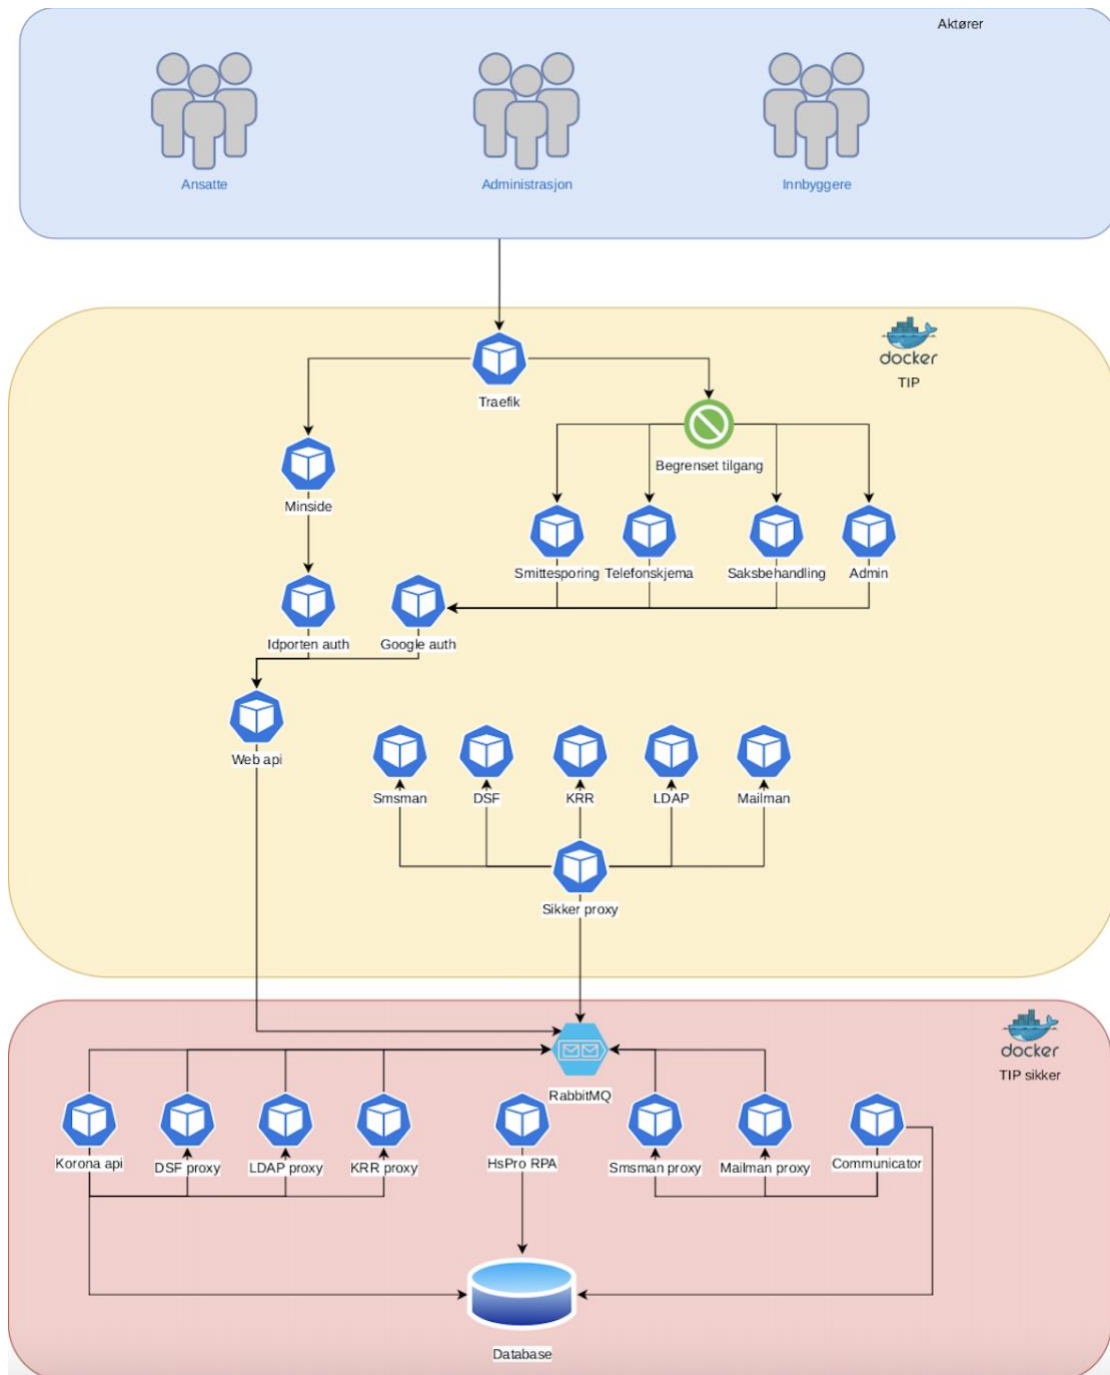 Aktører
Ansatte
Administrasjon
Innbyggere
docker
TIP
Traefik
Begrenset tilgang
Minside
Smittesporing
Telefonskjema
Saksbehandling
Admin
Idporten auth
Google auth
Web api
Smsman
DSF
KRR
LDAP
Mailman
Sikker proxy
docker
TIP sikker
RabbitMQ
Korona api
DSF proxy
LDAP proxy
KRR proxy
HsPro RPA
Smsman proxy
Mailman proxy
Communicator
Database